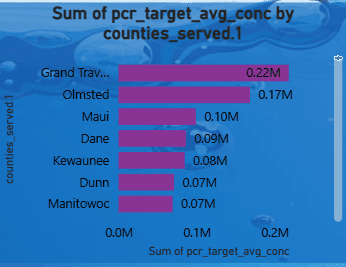 Sum of pcr_target_avg_conc by
counties_served.1
counties_served.1
Grand Trav... 0.22M
Olmsted 0.17M
Maui 0.10M
Dane 0.09M
Kewaunee 0.08M
Dunn 0.07M
Manitowoc 0.07M
0.0M 0.1M 0.2M
Sum of pcr_target_avg_conc